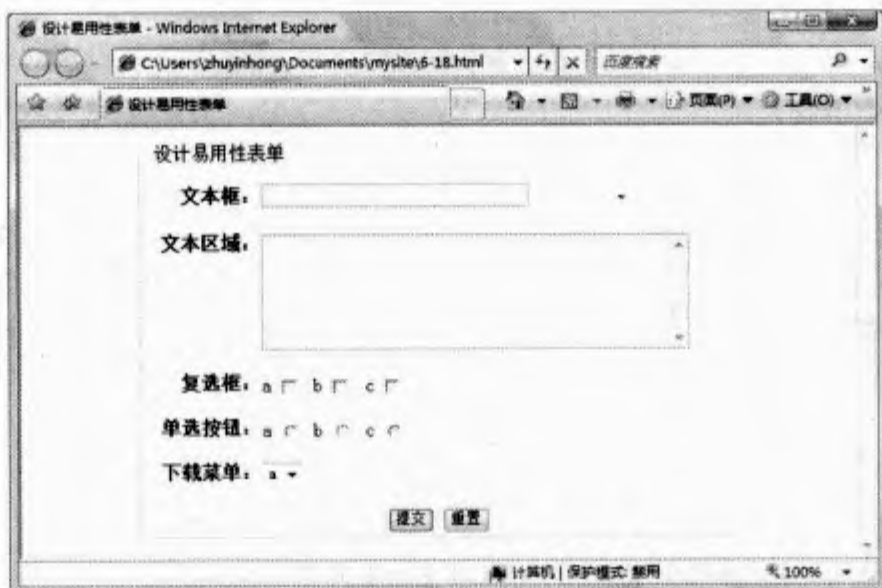 设计易用性表单 - Windows Internet Explorer
C:\Users\zhuyinhong\Documents\mysite\6-18.html 百度搜索
设计易用性表单 页面(P) 工具(O)
设计易用性表单
文本框：
文本区域：
复选框：a b c
单选按钮：a b c
下载菜单：a
提交 重置
计算机 | 保护模式: 禁用 100%